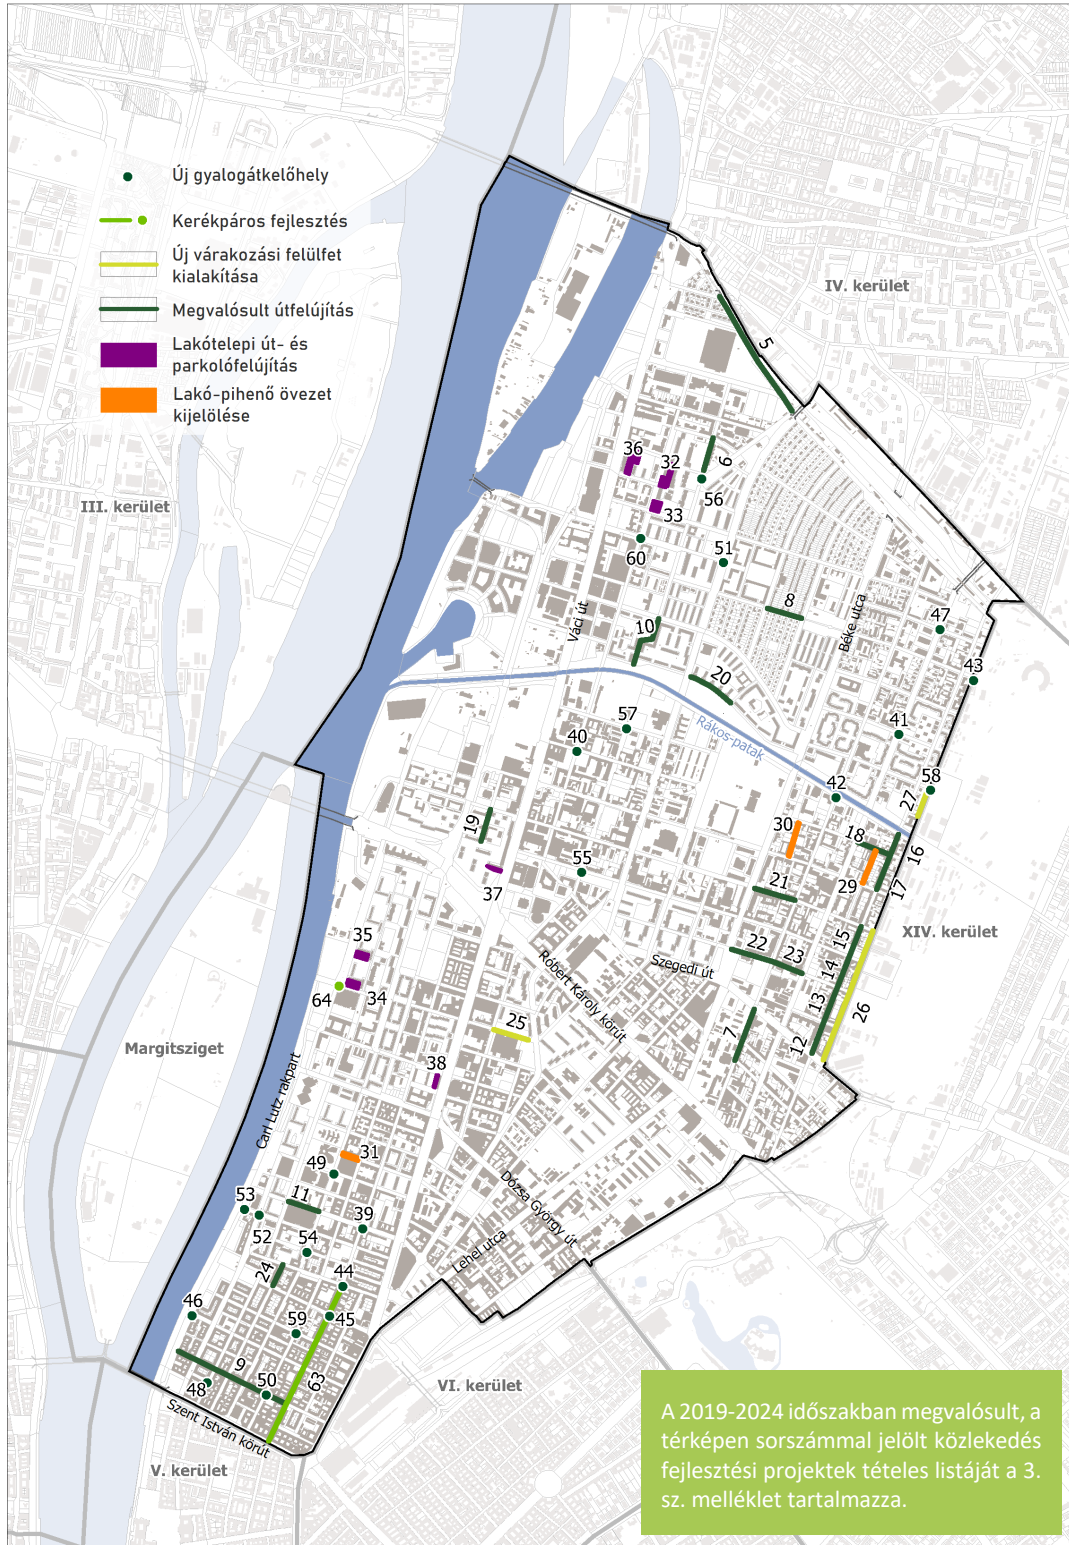 Új gyalogátkelőhely
Kerékpáros fejlesztés
Új várakozási felülfet
kialakítása
Megvalósult útfelújítás
Lakótelepi út- és
parkolófelújítás
Lakó-pihenő övezet
kijelölése
IV. kerület
5
III. kerület
36
32
6
56
33
60
51
8
Váci út
Béke utca
10
47
43
20
57
Rákos-patak
41
40
42
58
27
19
30
18
16
55
21
29
17
37
35
XIV. kerület
15
22
23
14
Szegedi út
Róbert Károly körút
64
34
13
26
25
7
12
Margitsziget
38
Carl Lutz rakpart
31
49
11
53
52
39
Dózsa György út
54
Lehel utca
24
44
46
45
59
9
63
50
48
VI. kerület
Szent István körút
V. kerület
A 2019-2024 időszakban megvalósult, a
térképen sorszámmal jelölt közlekedés
fejlesztési projektek tételes listáját a 3.
sz. melléklet tartalmazza.